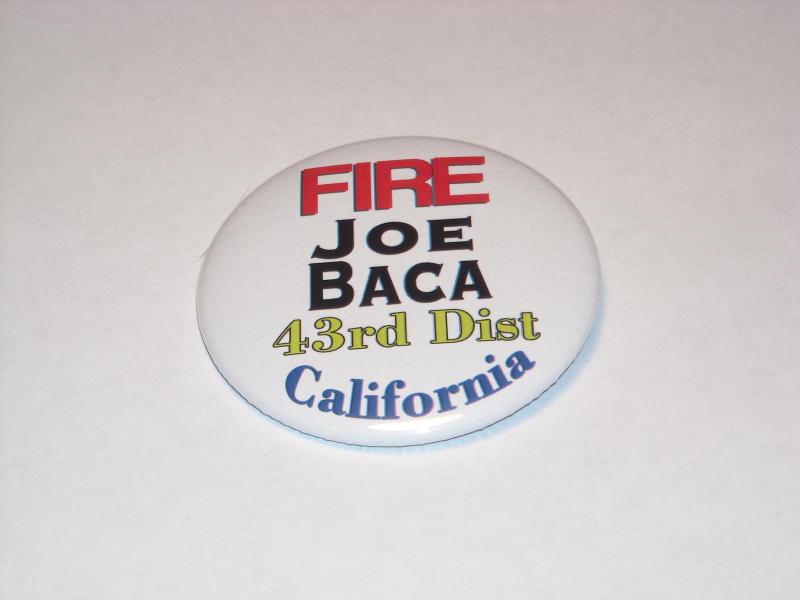 FIRE
JOE
BACA
43rd Dist
California